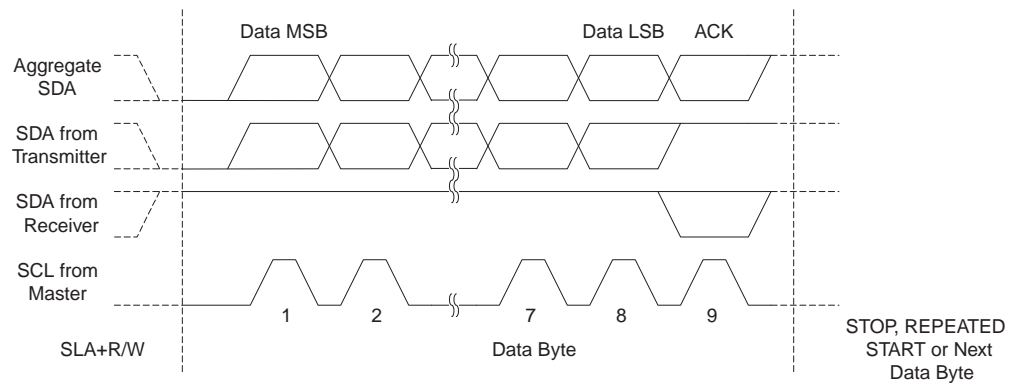 Data MSB
Data LSB
ACK
Aggregate
SDA
SDA from
Transmitter
SDA from
Receiver
SCL from
Master
1
2
7
8
9
SLA+R/W
Data Byte
STOP, REPEATED
START or Next
Data Byte